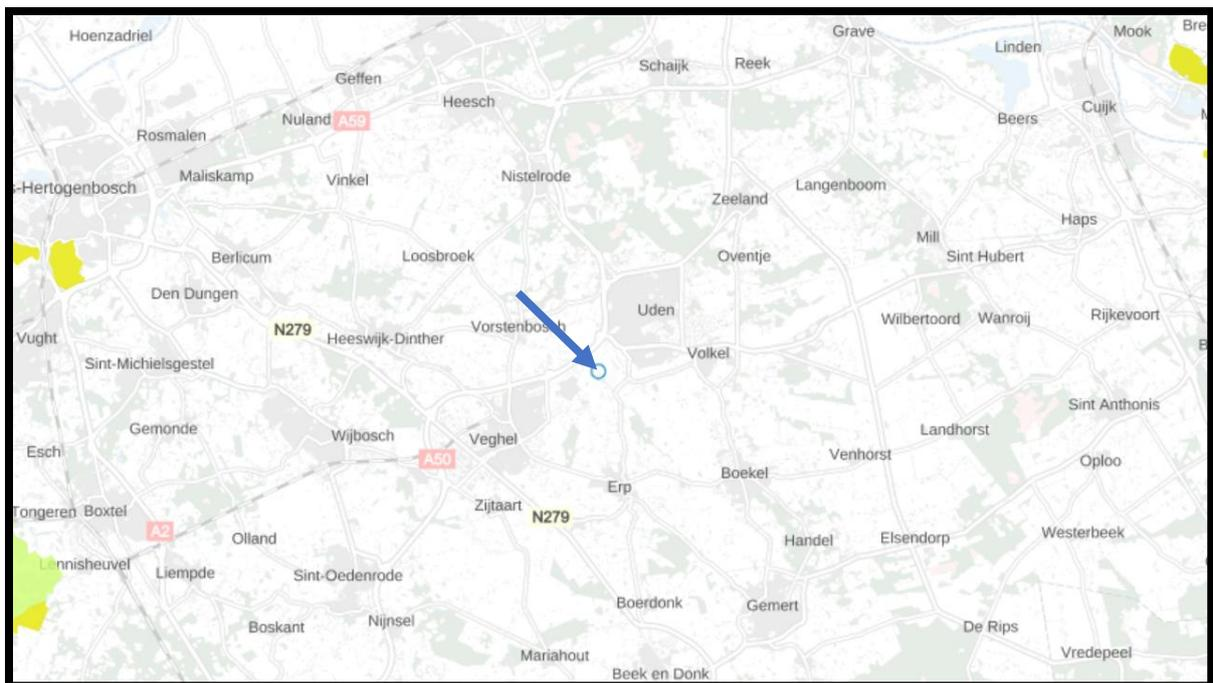 Hoenzadriel
Grave
Mook
Bre
Linden
Schaijk
Reek
Geffen
Heesch
Cuijk
Nuland
A59
Beers
Rosmalen
Maliskamp
Vinkel
Nistelrode
s-Hertogenbosch
Langenboom
Zeeland
Haps
Mill
Berlicum
Loosbroek
Oventje
Sint Hubert
Den Dungen
Uden
Rijkevoort
Wilbertoord
Wanroij
N279
Vorstenbosch
Vught
Heeswijk-Dinther
Volkel
Sint-Michielsgestel
Sint Anthonis
Gemonde
Wijbosch
Veghel
Landhorst
Esch
A50
Venhorst
Oploo
Boekel
Erp
Zijtaart
N279
Tongeren
Boxtel
A2
Olland
Handel
Elsendorp
Westerbeek
Lennisheuvel
Liempde
Sint-Oedenrode
Boerdonk
Gemert
Nijnsel
Boskant
De Rips
Mariahout
Vredepeel
Beek en Donk